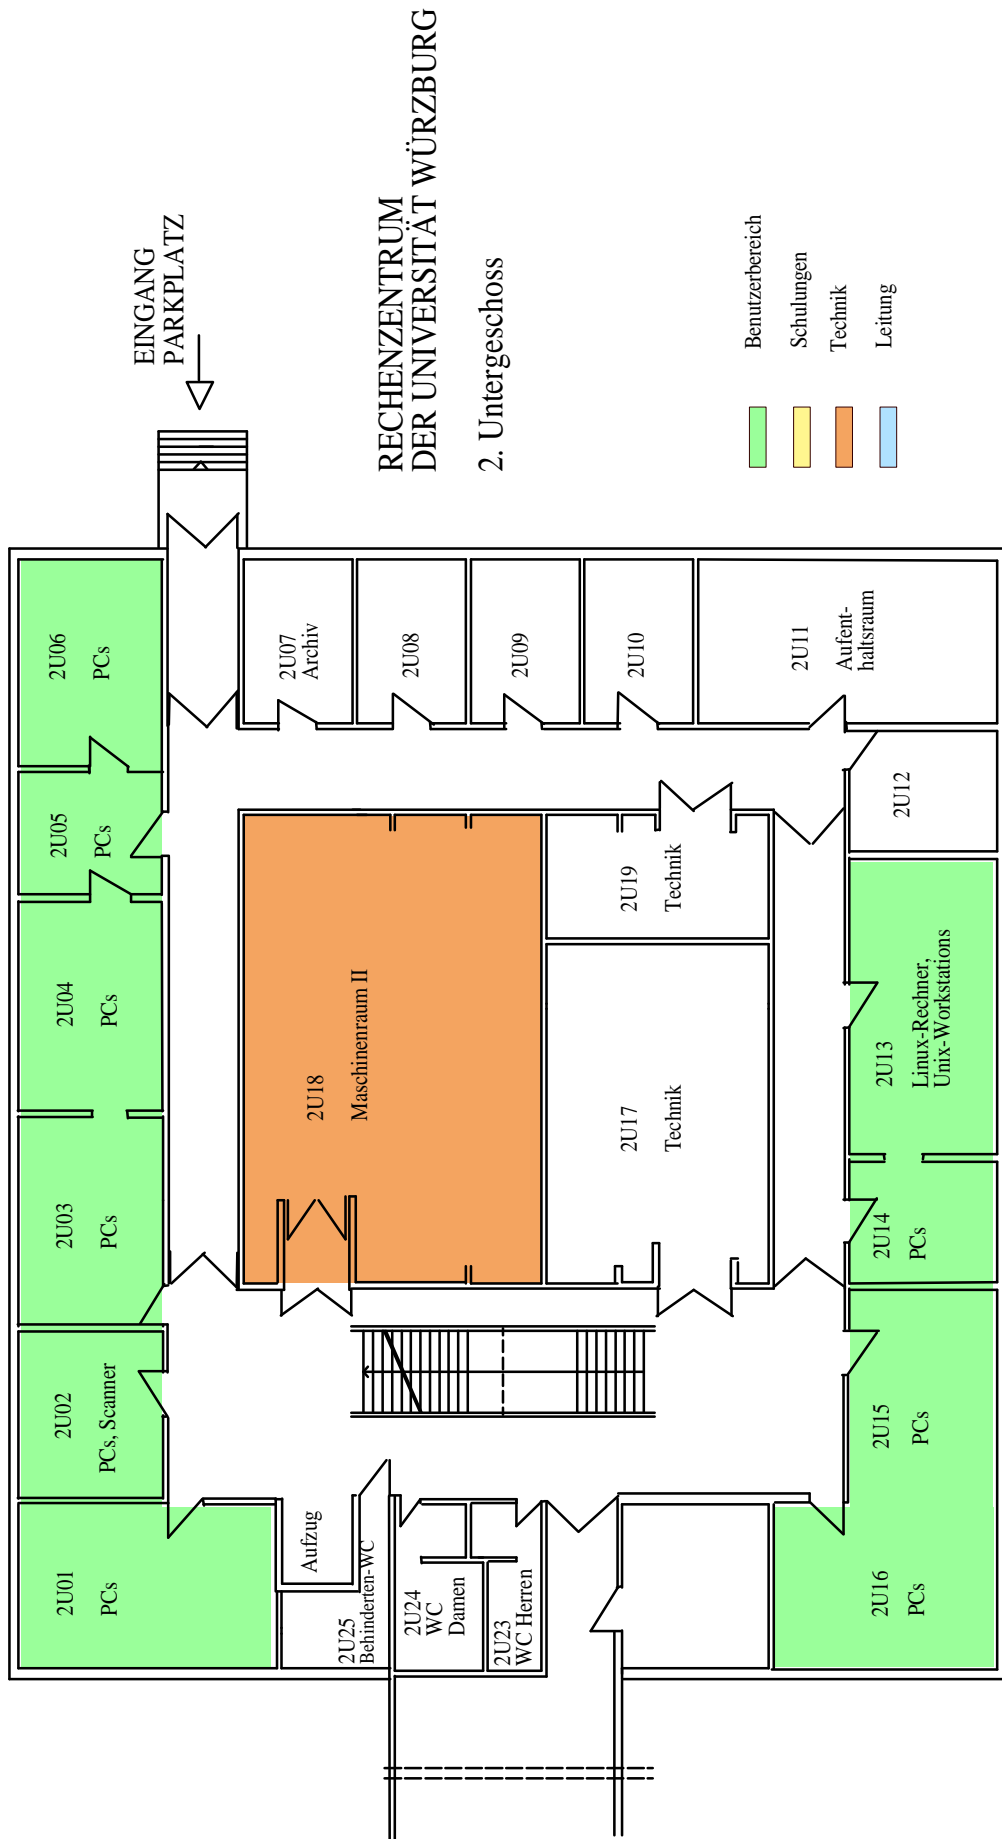 RECHENZENTRUM
DER UNIVERSITÄT WÜRZBURG
2. Untergeschoss
EINGANG
PARKPLATZ
Benutzerbereich
Schulungen
Technik
Leitung
2U01
PCs
2U02
PCs, Scanner
2U03
PCs
2U04
PCs
2U05
PCs
2U06
PCs
2U07
Archiv
2U08
2U09
2U10
2U11
Aufent-
haltsraum
2U12
2U13
Linux-Rechner,
Unix-Workstations
2U14
PCs
2U15
PCs
2U16
PCs
2U17
Technik
2U18
Maschinenraum II
2U19
Technik
Aufzug
2U25
Behinderten-WC
2U24
WC
Damen
2U23
WC Herren